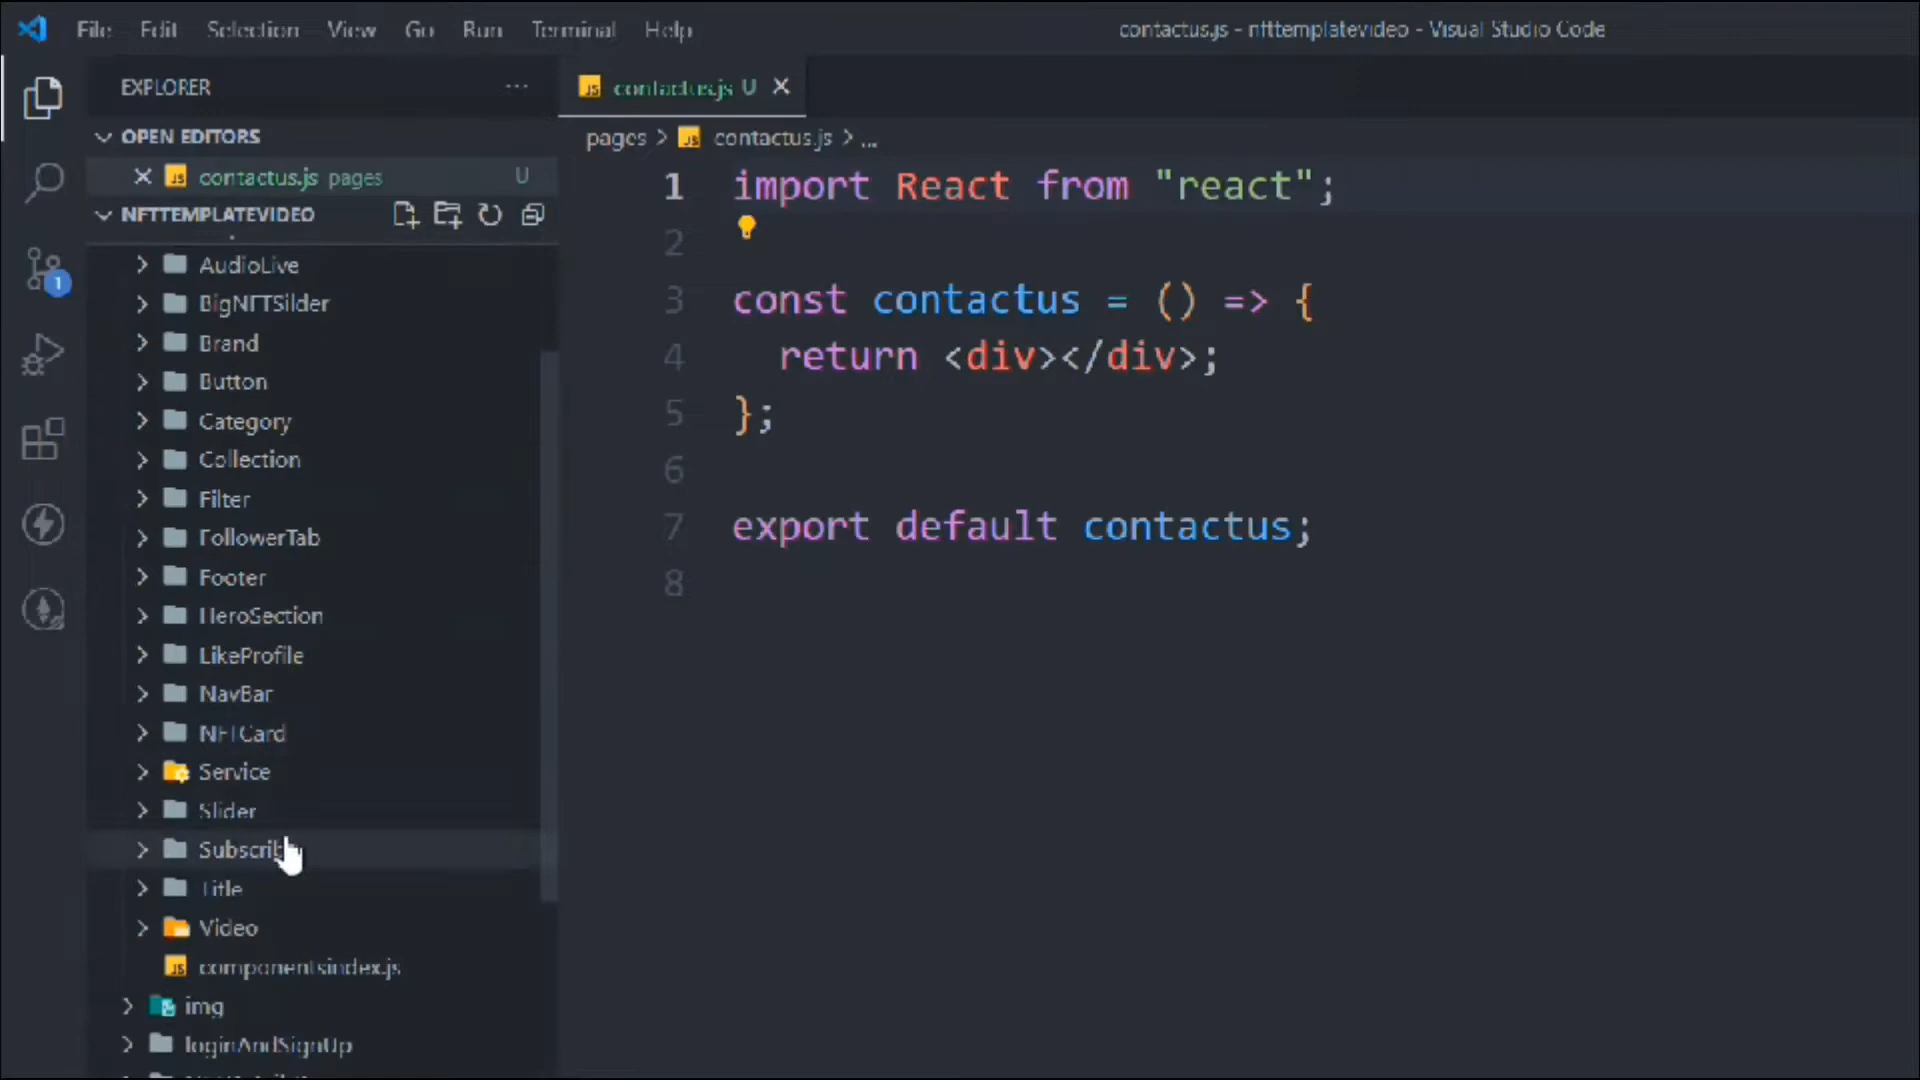 File Edit Selection View Go Run Terminal Help
contactus.js - nfttemplatevideo - Visual Studio Code
EXPLORER
contactus.js U
OPEN EDITORS
contactus.js pages U
NFTTEMPLATEVIDEO
pages > contactus.js > ...
AudioLive
BigNFTSilder
Brand
Button
Category
Collection
Filter
FollowerTab
Footer
HeroSection
LikeProfile
NavBar
NFTCard
Service
Slider
Subscrib
Title
Video
componentsindex.js
img
loginAndSignUp
1
1 import React from "react";
2
3 const contactus = () => {
4 return <div></div>;
5 };
6
7 export default contactus;
8